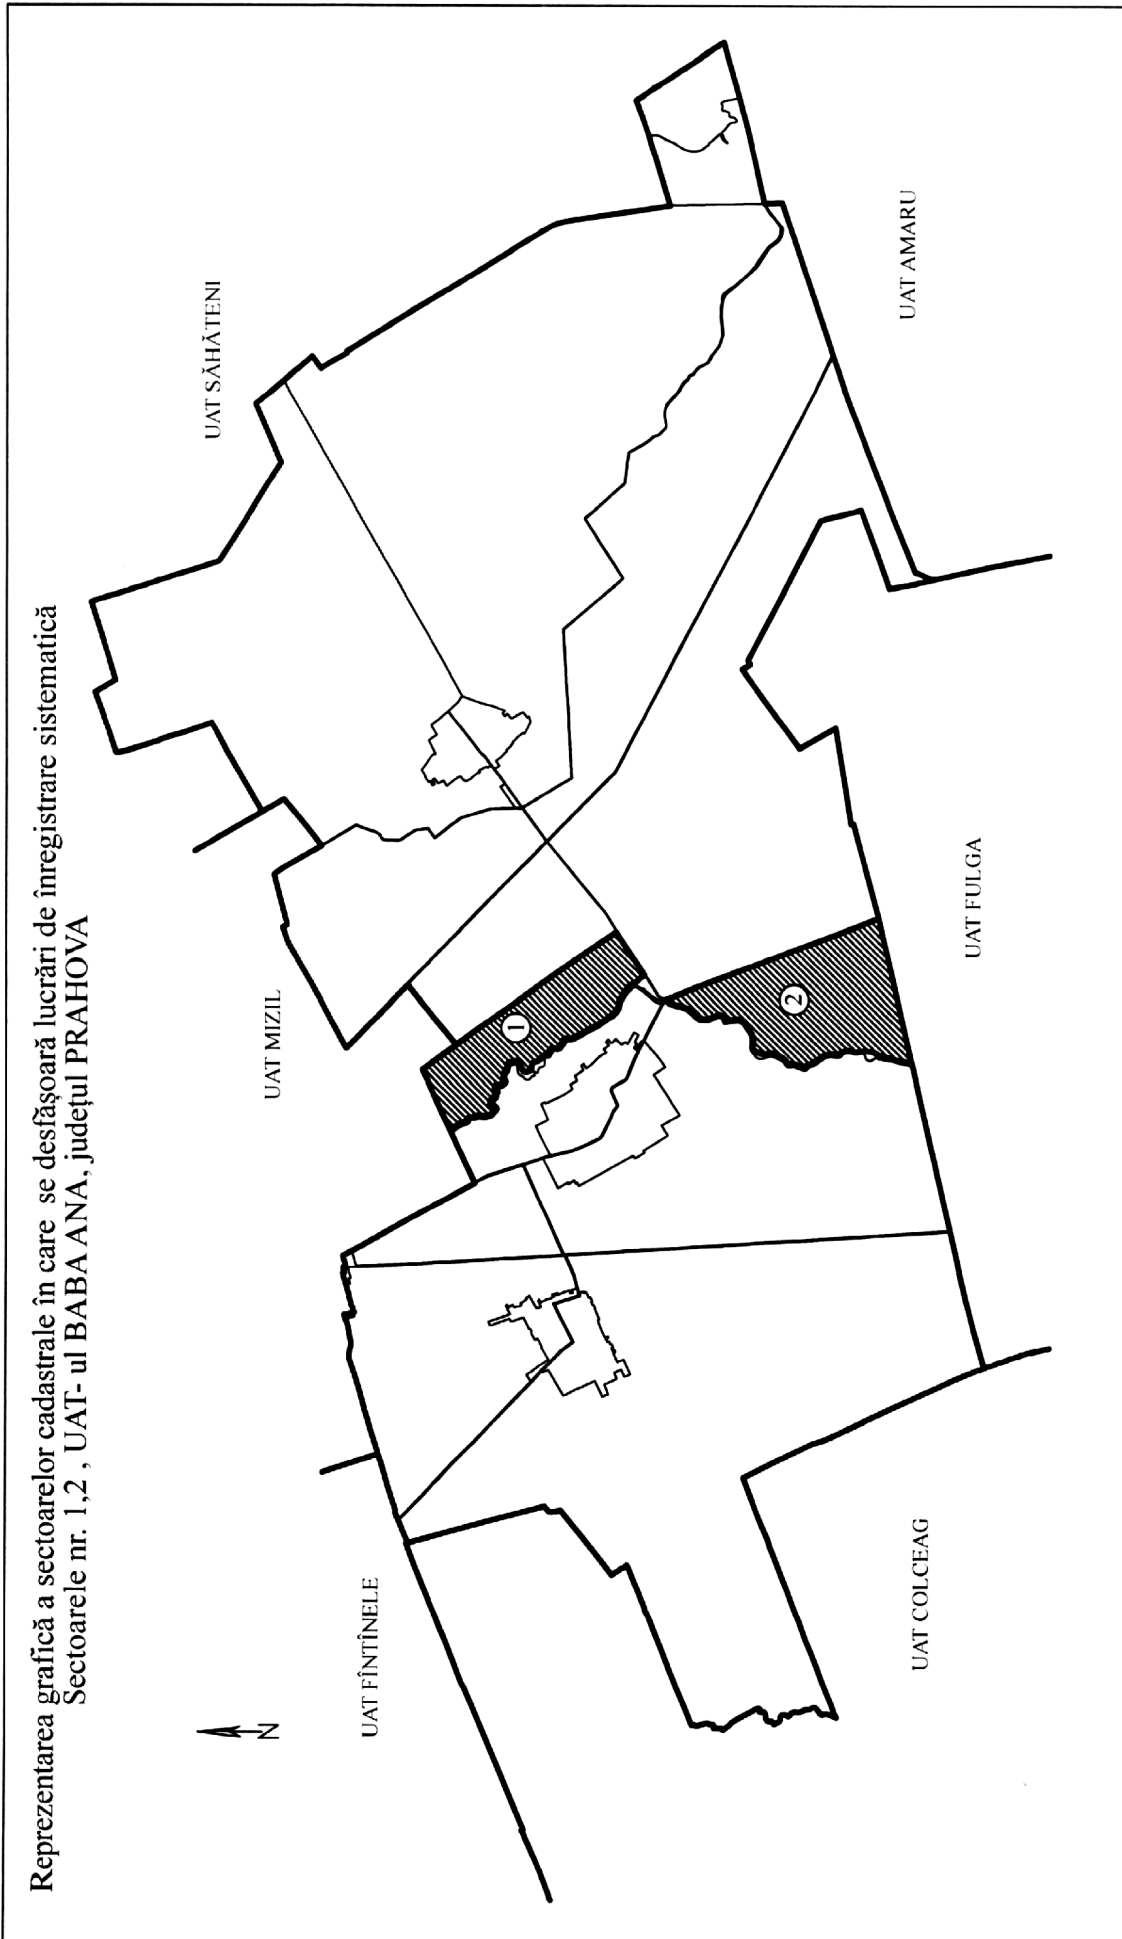 Reprezentarea grafică a sectoarelor cadastrale în care se desfășoară lucrări de înregistrare sistematică
Sectoarele nr. 1,2 , UAT- ul BABA ANA, județul PRAHOVA
N
UAT FÎNTÎNELE
UAT MIZIL
UAT SĂHĂTENI
1
2
UAT COLCEAG
UAT FULGA
UAT AMARU